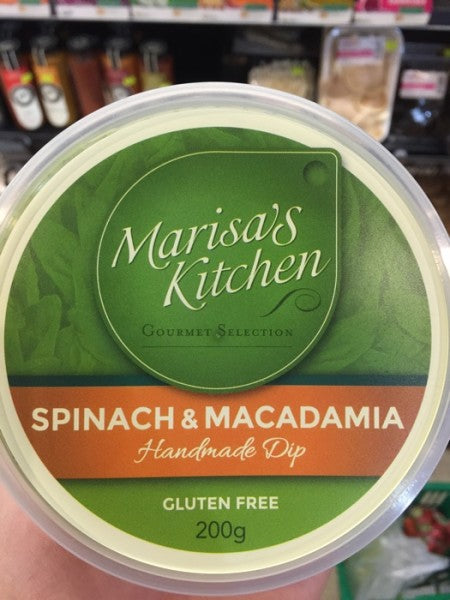 Marisa's
Kitchen
GOURMET SELECTION
SPINACH & MACADAMIA
Handmade Dip
GLUTEN FREE
200g